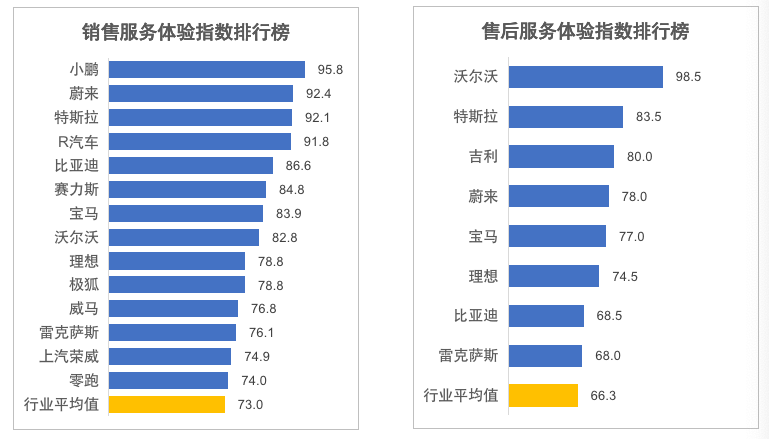 销售服务体验指数排行榜
小鹏 95.8
蔚来 92.4
特斯拉 92.1
R汽车 91.8
比亚迪 86.6
赛力斯 84.8
宝马 83.9
沃尔沃 82.8
理想 78.8
极狐 78.8
威马 76.8
雷克萨斯 76.1
上汽荣威 74.9
零跑 74.0
行业平均值 73.0
售后服务体验指数排行榜
沃尔沃 98.5
特斯拉 83.5
吉利 80.0
蔚来 78.0
宝马 77.0
理想 74.5
比亚迪 68.5
雷克萨斯 68.0
行业平均值 66.3